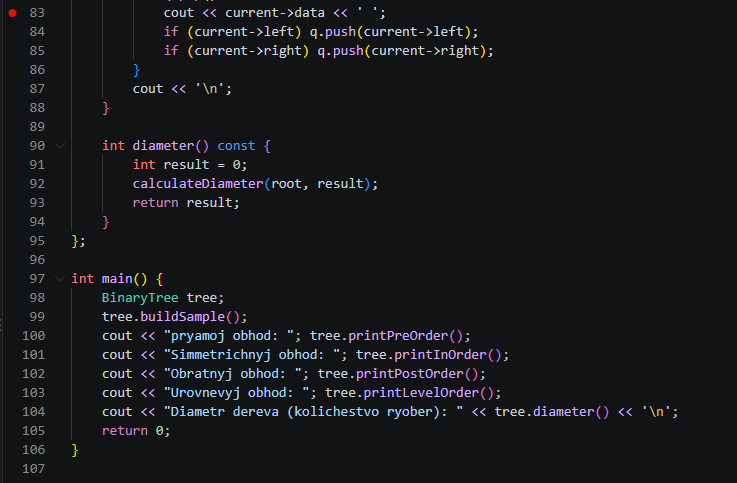 83 cout << current->data << ' ';
84 if (current->left) q.push(current->left);
85 if (current->right) q.push(current->right);
86 }
87 cout << '\n';
88 }
89
90 int diameter() const {
91 int result = 0;
92 calculateDiameter(root, result);
93 return result;
94 }
95 };
96
97 int main() {
98 BinaryTree tree;
99 tree.buildSample();
100 cout << "pryamoj obhod: "; tree.printPreOrder();
101 cout << "Simmetrichnyj obhod: "; tree.printInOrder();
102 cout << "Obratnyj obhod: "; tree.printPostOrder();
103 cout << "Urovnevyj obhod: "; tree.printLevelOrder();
104 cout << "Diametr dereva (kolichestvo ryober): " << tree.diameter() << '\n';
105 return 0;
106 }
107